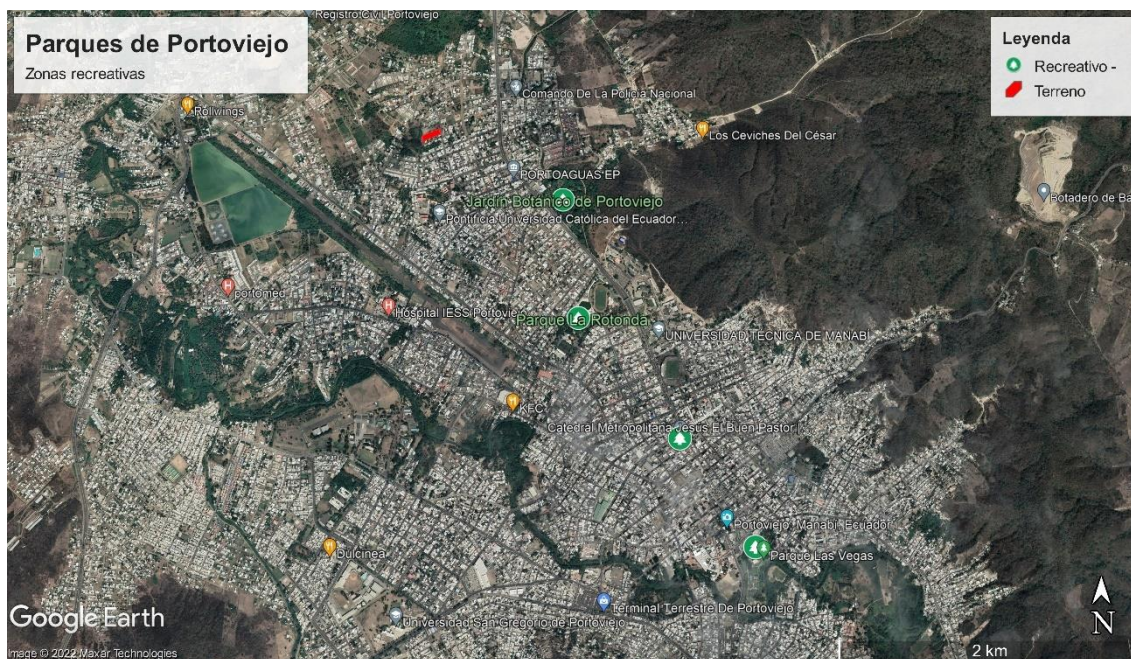 Registro Civil Portoviejo
Parques de Portoviejo
Zonas recreativas
Leyenda
Recreativo -
Terreno
Rollwings
Comando De La Policía Nacional
Los Ceviches Del César
PORTOAGUAS EP
Botadero de Ba
Jardín Botánico de Portoviejo
Pontificia Universidad Católica del Ecuador...
portomed
Hospital IESS Portovie
Parque La Rotonda
UNIVERSIDAD TECNICA DE MANABÍ
KFC
Catedral Metropolitana Jesús El Buen Pastor
Portoviejo, Manabí, Ecuador
Dulcinea
Parque Las Vegas
Terminal Terrestre De Portoviejo
Universidad San Gregorio de Portoviejo
Google Earth
N
Image © 2022 Maxar Technologies
2 km